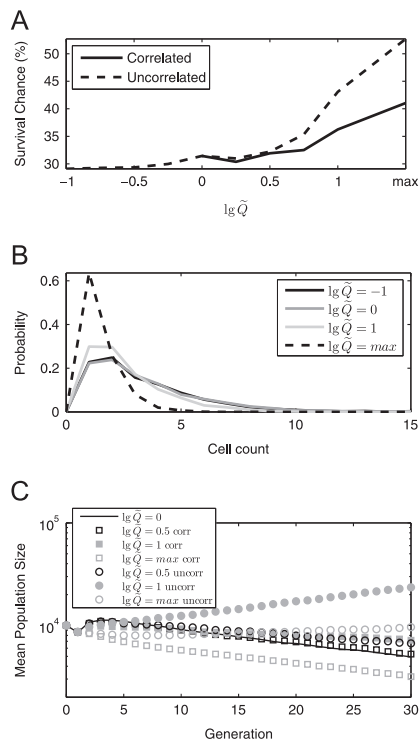 A
Survival Chance (%)
50
45
40
35
30
Correlated
Uncorrelated
−1 −0.5 0 0.5 1 max
lg Q̃
B
Probability
0.6
0.4
0.2
0
lg Q̃ = −1
lg Q̃ = 0
lg Q̃ = 1
lg Q̃ = max
0 5 10 15
Cell count
C
Mean Population Size
10^5
10^4
lg Q̃ = 0
lg Q̃ = 0.5 corr
lg Q̃ = 1 corr
lg Q̃ = max corr
lg Q̃ = 0.5 uncorr
lg Q̃ = 1 uncorr
lg Q̃ = max uncorr
0 5 10 15 20 25 30
Generation